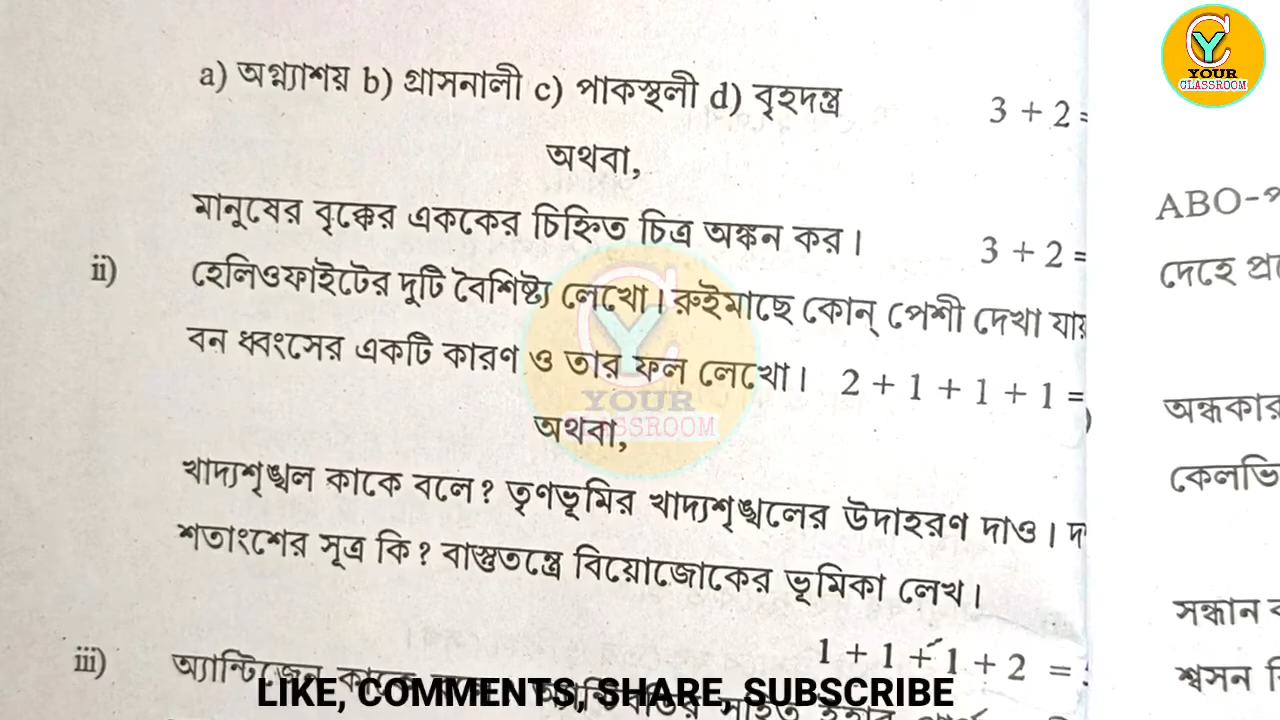 a) অগ্ন্যাশয় b) গ্রাসনালী c) পাকস্থলী d) বৃহদন্ত্র 3 + 2 =
অথবা,
মানুষের বৃক্কের এককের চিহ্নিত চিত্র অঙ্কন কর। 3 + 2 =
ii) হেলিওফাইটের দুটি বৈশিষ্ট্য লেখো। রুইমাছে কোন্ পেশী দেখা যায়
বন ধ্বংসের একটি কারণ ও তার ফল লেখো। 2 + 1 + 1 + 1 =
অথবা,
খাদ্যশৃঙ্খল কাকে বলে? তৃণভূমির খাদ্যশৃঙ্খলের উদাহরণ দাও।
শতাংশের সূত্র কি? বাস্তুতন্ত্রে বিয়োজোকের ভূমিকা লেখ।
1 + 1 + 1 + 2 =
iii) অ্যান্টিজেন কাকে
ABO-
দেহে
অন্ধকার
কেলভি
সন্ধান
শ্বসন
YOUR
CLASSROOM
YOUR
CLASSROOM
LIKE, COMMENTS, SHARE, SUBSCRIBE